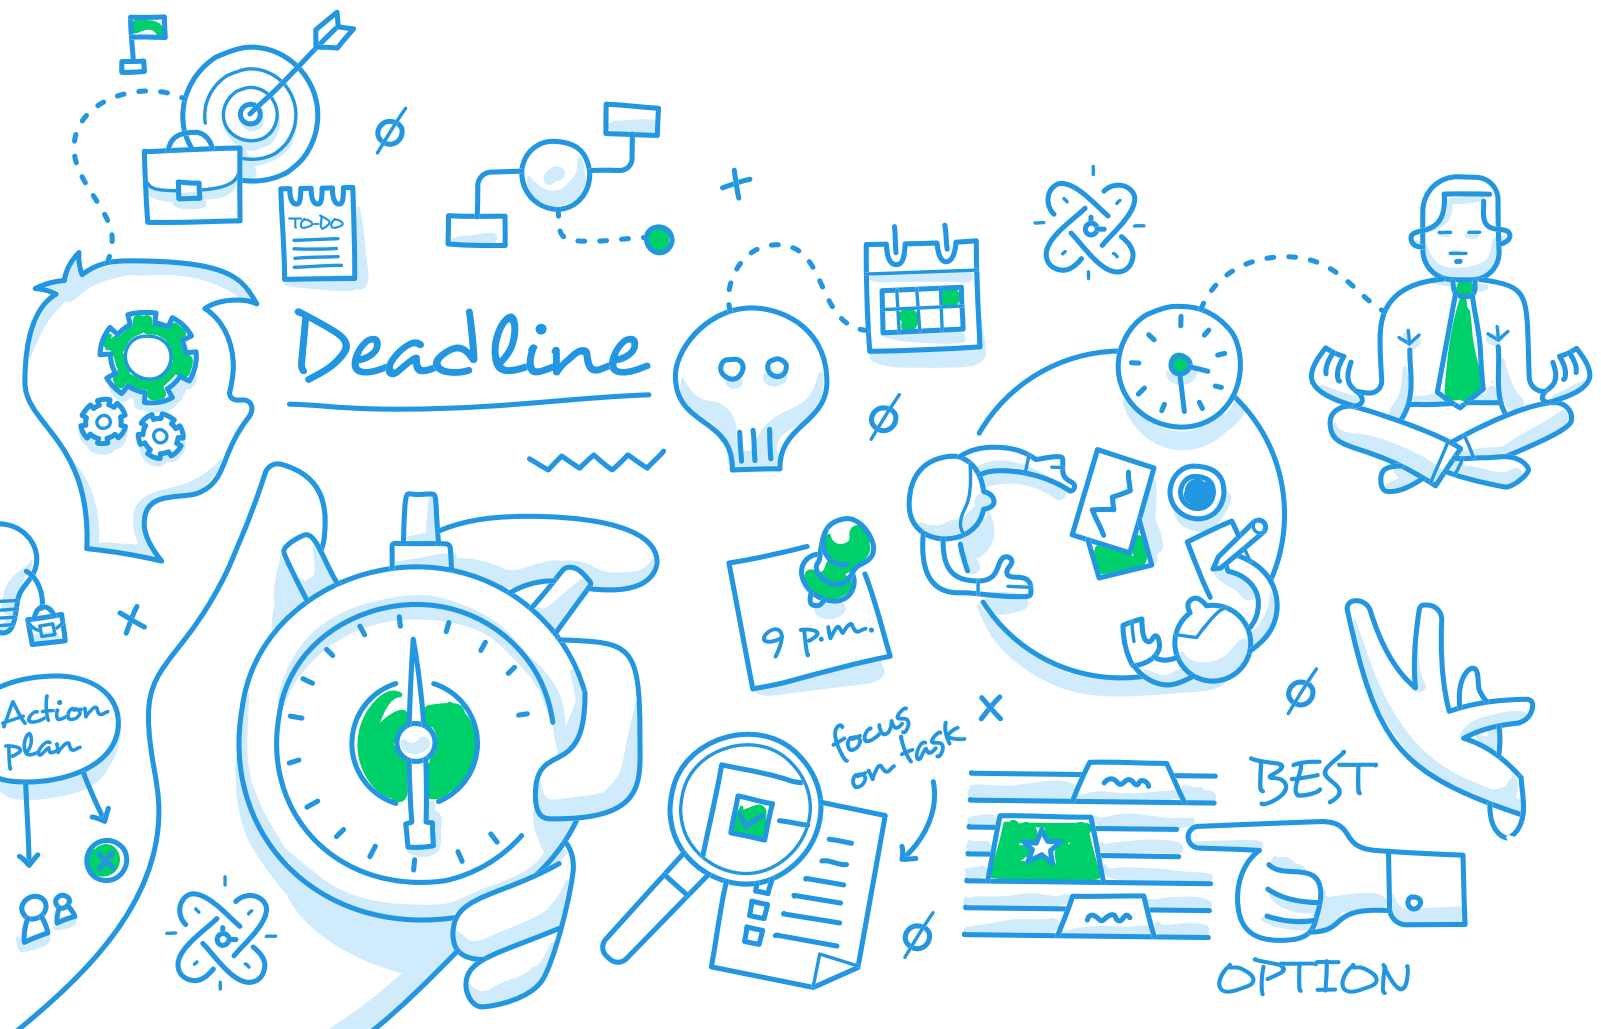 TO-DO
Deadline
9 p.m.
Action
plan
focus
on task
BEST
OPTION